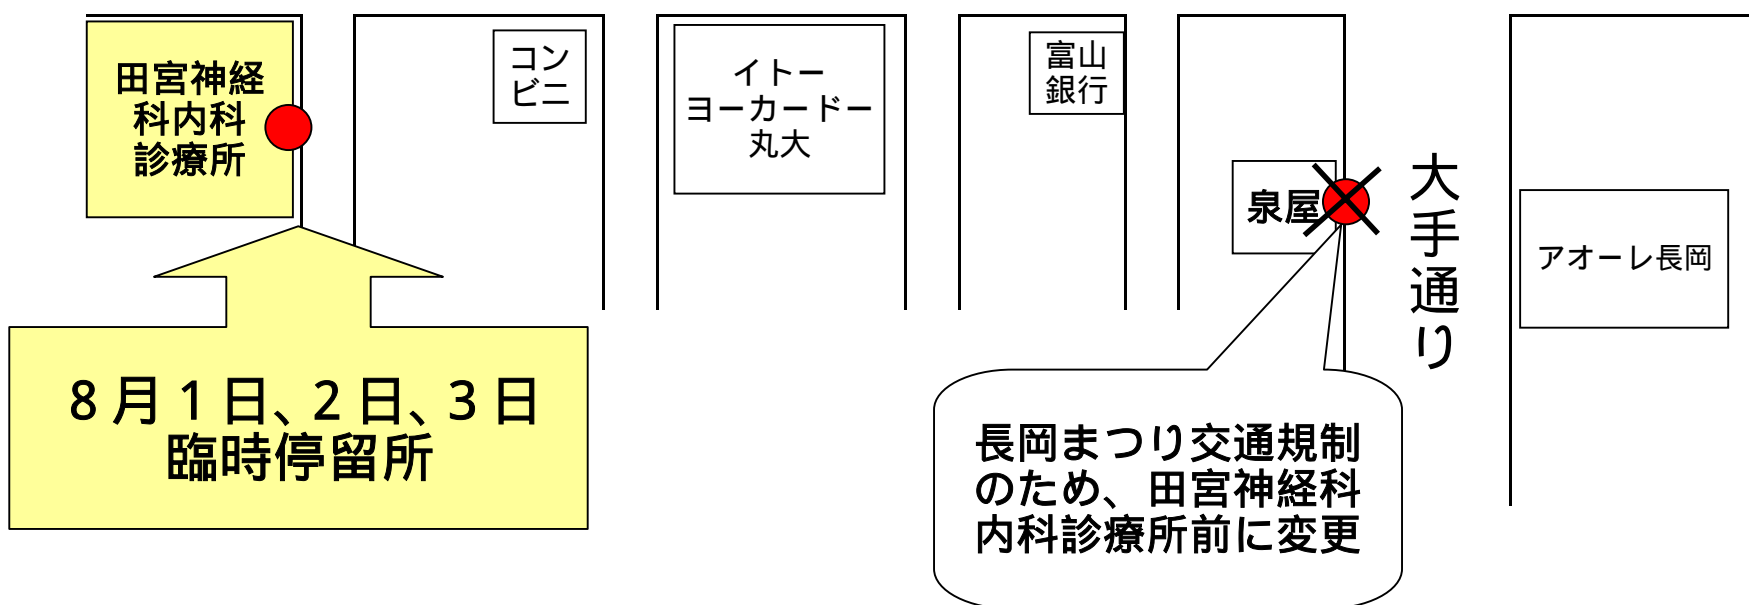 田宮神経
科内科
診療所
コン
ビニ
イトー
ヨーカードー
丸大
富山
銀行
泉屋
大手通り
アオーレ長岡
8月1日、2日、3日
臨時停留所
長岡まつり交通規制
のため、田宮神経科
内科診療所前に変更